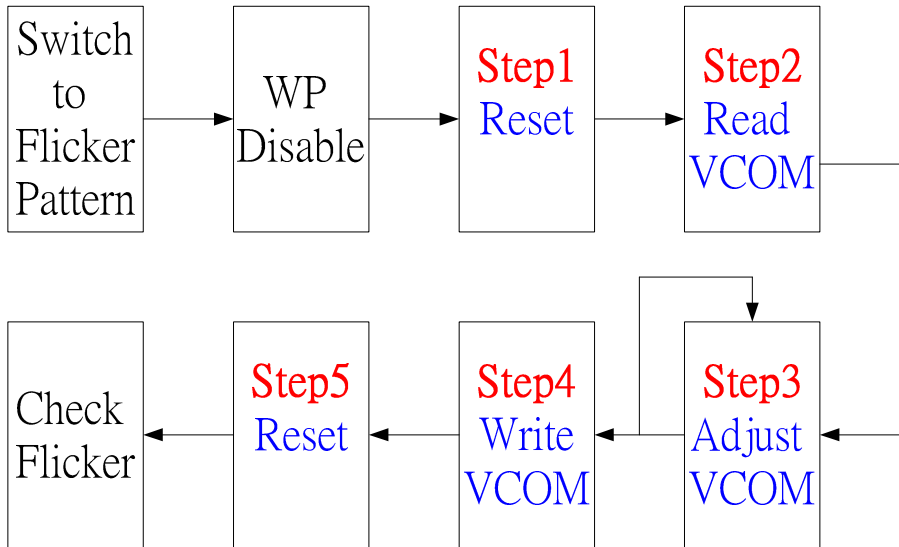 Switch
to
Flicker
Pattern
WP
Disable
Step1
Reset
Step2
Read
VCOM
Check
Flicker
Step5
Reset
Step4
Write
VCOM
Step3
Adjust
VCOM